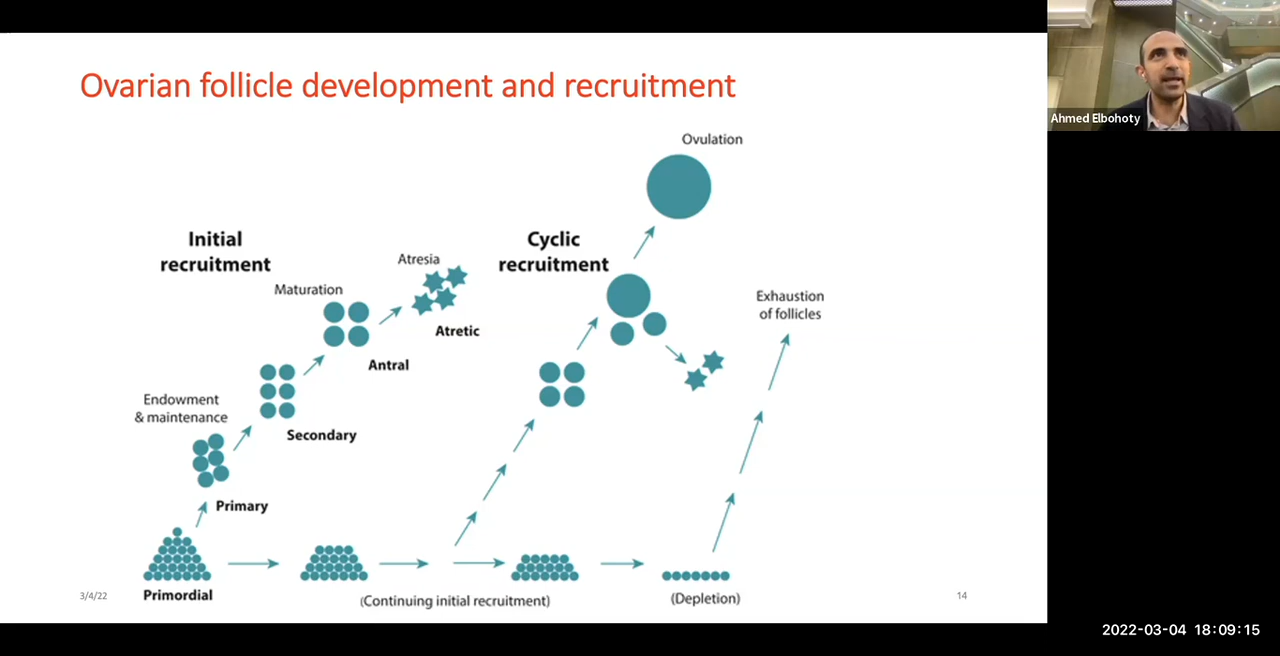 Ovarian follicle development and recruitment
Ahmed Elbohoty
Ovulation
Initial
recruitment
Cyclic
recruitment
Atresia
Maturation
Atretic
Exhaustion
of follicles
Antral
Endowment
& maintenance
Secondary
Primary
Primordial
(Continuing initial recruitment)
(Depletion)
3/4/22
14
2022-03-04 18:09:15